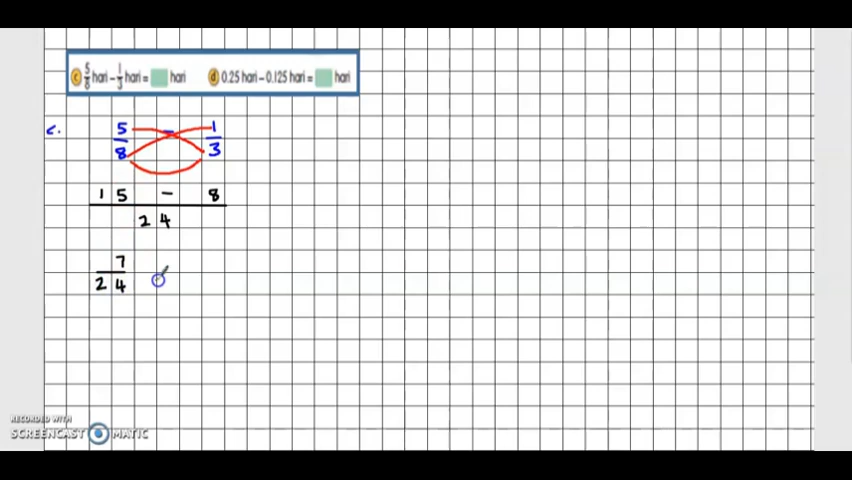 c 5/8 hari – 1/3 hari = hari d 0.25 hari – 0.125 hari = hari
c. 5/8 - 1/3
15 - 8
24
7
24
RECORDED WITH
SCREENCAST MATIC